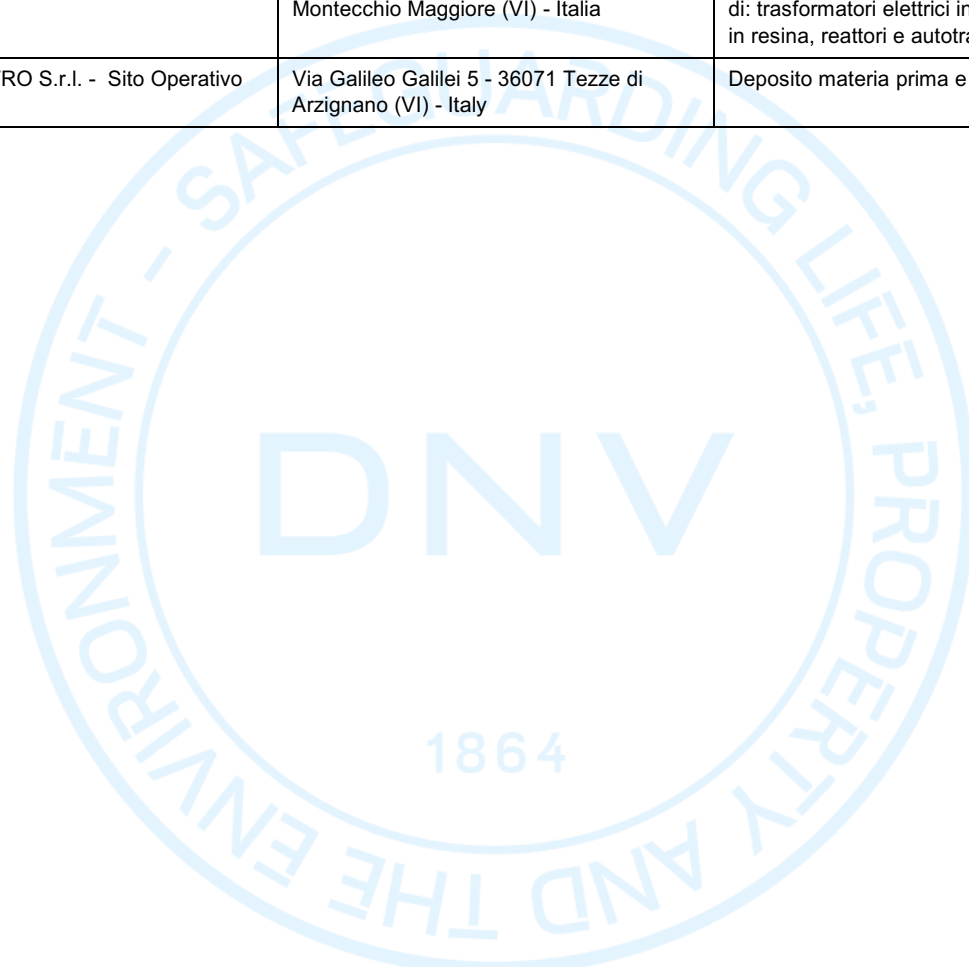 Montecchio Maggiore (VI) - Italia
di: trasformatori elettrici in
in resina, reattori e autotra
RO S.r.l. - Sito Operativo
Via Galileo Galilei 5 - 36071 Tezze di
Arzignano (VI) - Italy
Deposito materia prima e
SAFEGUARDING LIFE, PROPERTY AND THE ENVIRONMENT -
DNV
1864